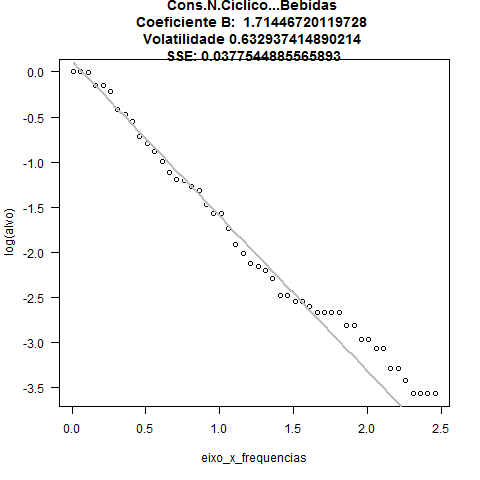 Cons.N.Ciclico...Bebidas
Coeficiente B: 1.71446720119728
Volatilidade 0.632937414890214
SSE: 0.0377544885565893
0.0
-0.5
-1.0
-1.5
-2.0
-2.5
-3.0
-3.5
log(alvo)
0.0 0.5 1.0 1.5 2.0 2.5
eixo_x_frequencias